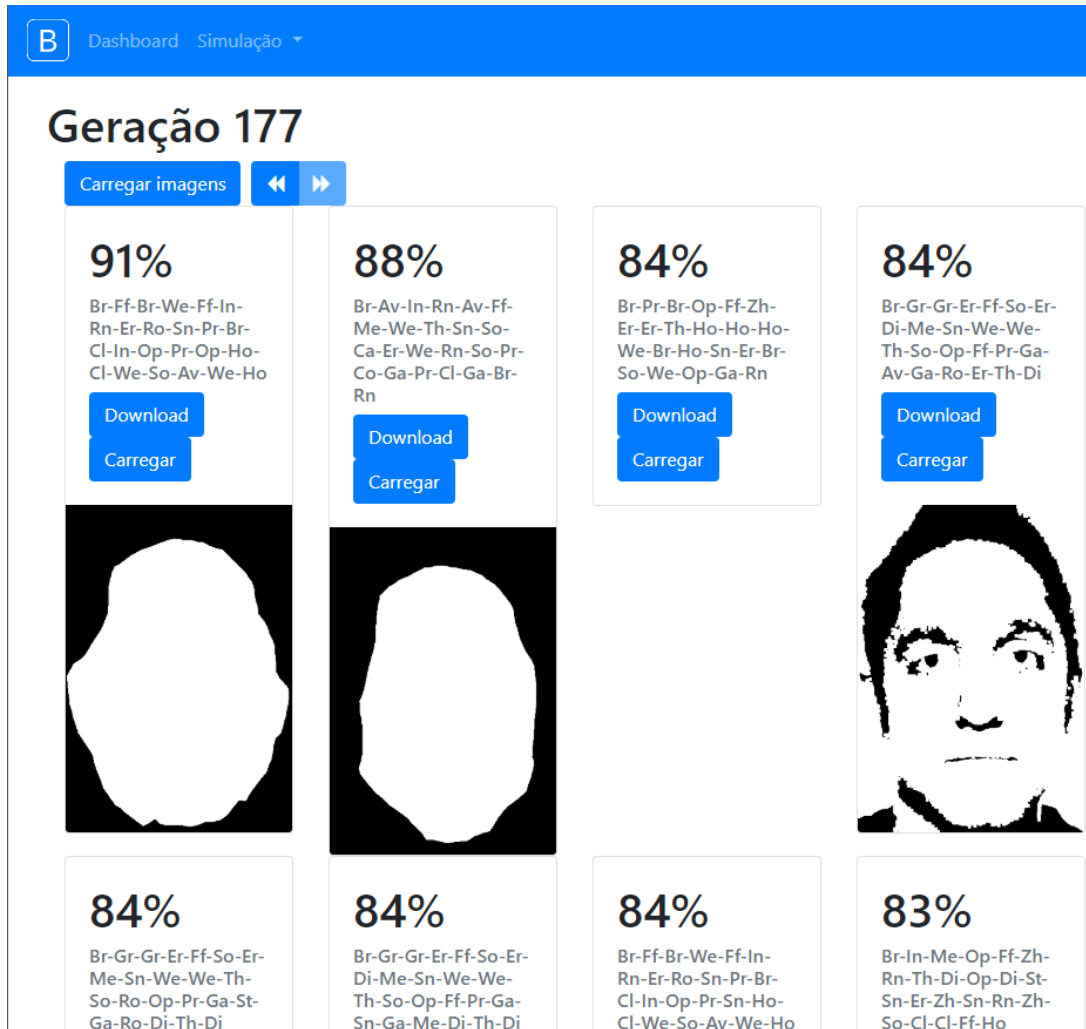 B Dashboard Simulação
Geração 177
Carregar imagens
91%
Br-Ff-Br-We-Ff-In-
Rn-Er-Ro-Sn-Pr-Br-
Cl-In-Op-Pr-Op-Ho-
Cl-We-So-Av-We-Ho
Download
Carregar
88%
Br-Av-In-Rn-Av-Ff-
Me-We-Th-Sn-So-
Ca-Er-We-Rn-So-Pr-
Co-Ga-Pr-Cl-Ga-Br-
Rn
Download
Carregar
84%
Br-Pr-Br-Op-Ff-Zh-
Er-Er-Th-Ho-Ho-Ho-
We-Br-Ho-Sn-Er-Br-
So-We-Op-Ga-Rn
Download
Carregar
84%
Br-Gr-Gr-Er-Ff-So-Er-
Di-Me-Sn-We-We-
Th-So-Op-Ff-Pr-Ga-
Av-Ga-Ro-Er-Th-Di
Download
Carregar
84%
Br-Gr-Gr-Er-Ff-So-Er-
Me-Sn-We-We-Th-
So-Ro-Op-Pr-Ga-St-
Ga-Ro-Di-Th-Di
84%
Br-Gr-Gr-Er-Ff-So-Er-
Di-Me-Sn-We-We-
Th-So-Op-Ff-Pr-Ga-
Sn-Ga-Me-Di-Th-Di
84%
Br-Ff-Br-We-Ff-In-
Rn-Er-Ro-Sn-Pr-Br-
Cl-In-Op-Pr-Sn-Ho-
Cl-We-So-Av-We-Ho
83%
Br-In-Me-Op-Ff-Zh-
Rn-Th-Di-Op-Di-St-
Sn-Er-Zh-Sn-Rn-Zh-
So-Cl-Cl-Ff-Ho